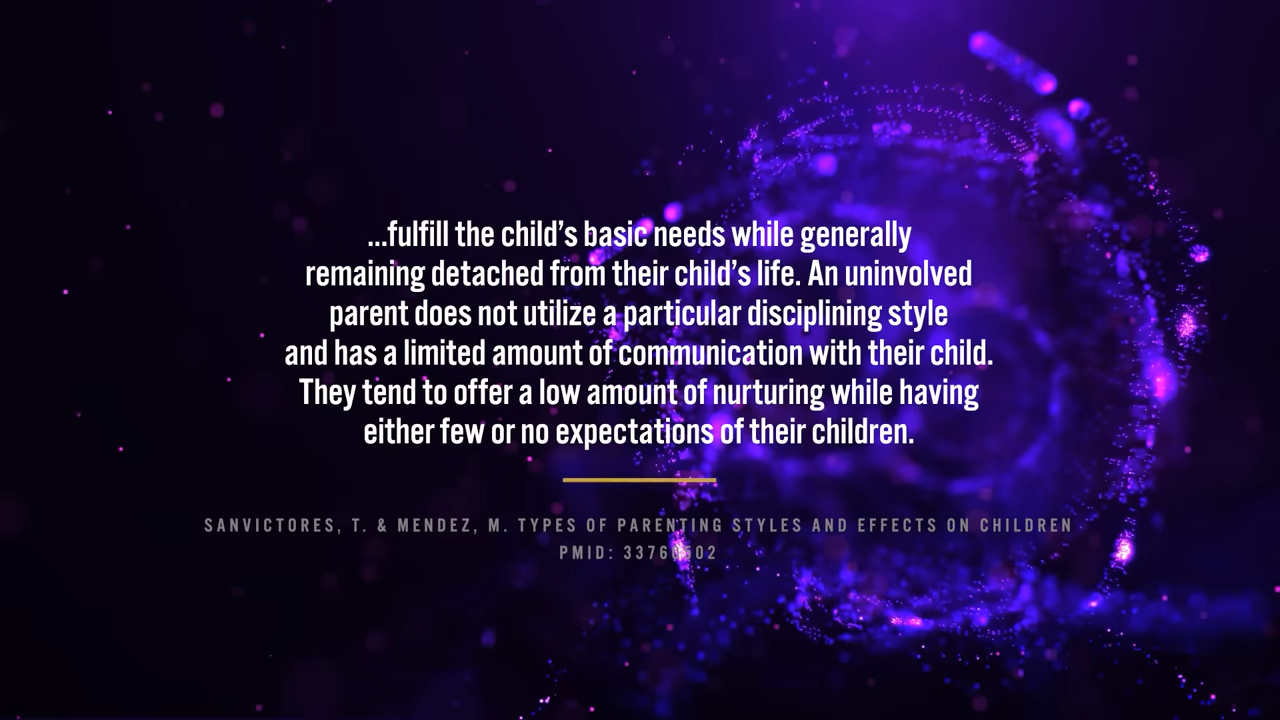 ...fulfill the child’s basic needs while generally
remaining detached from their child’s life. An uninvolved
parent does not utilize a particular disciplining style
and has a limited amount of communication with their child.
They tend to offer a low amount of nurturing while having
either few or no expectations of their children.
SANVICTORES, T. & MENDEZ, M. TYPES OF PARENTING STYLES AND EFFECTS ON CHILDREN
PMID: